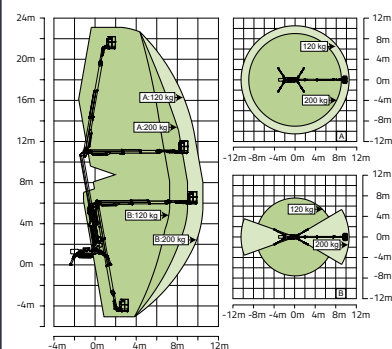 24m
20m
16m
12m
8m
4m
0m
-4m
-4m 0m 4m 8m 12m
A:120 kg
A:200 kg
B:120 kg
B:200 kg
120 kg
200 kg
A
12m
8m
4m
0m
-4m
-8m
-12m
-12m -8m -4m 0m 4m 8m 12m
120 kg
200 kg
B
12m
8m
4m
0m
-4m
-8m
-12m
-12m -8m -4m 0m 4m 8m 12m